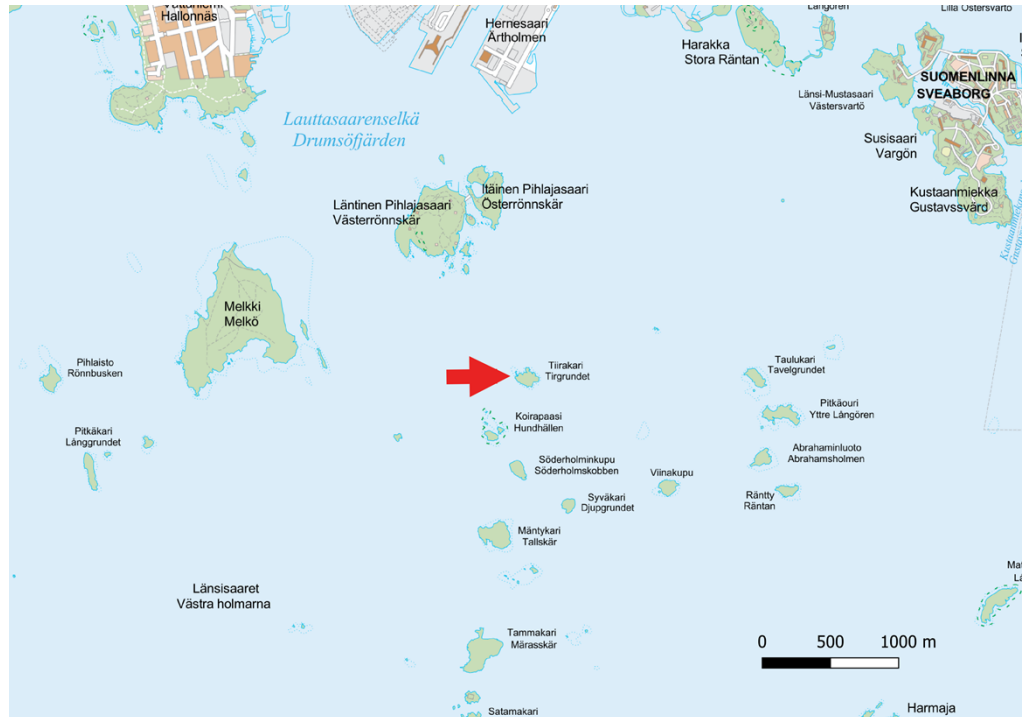 Hallonnäs
Hernesaari
Ärtholmen
Långören
Lilla Östersvartö
Harakka
Stora Räntan
SUOMENLINNA
SVEABORG
Länsi-Mustasaari
Västersvartö
Lauttasaarenselkä
Drumsöfjärden
Susisaari
Vargön
Itäinen Pihlajasaari
Österrönnskär
Läntinen Pihlajasaari
Västerrönnskär
Kustaanmiekka
Gustavssvärd
Melkki
Melkö
Pihlaisto
Rönnbusken
Tiirakari
Tirgrundet
Taulukari
Tavelgrundet
Pitkäouri
Yttre Långören
Koirapaasi
Hundhällen
Pitkäkari
Långgrundet
Abrahaminluoto
Abrahamsholmen
Söderholminkupu
Söderholmskobben
Viinakupu
Räntty
Räntan
Syväkari
Djupgrundet
Mäntykari
Tallskär
Länsisaaret
Västra holmarna
Tammakari
Märasskär
0 500 1000 m
Satamakari
Harmaja